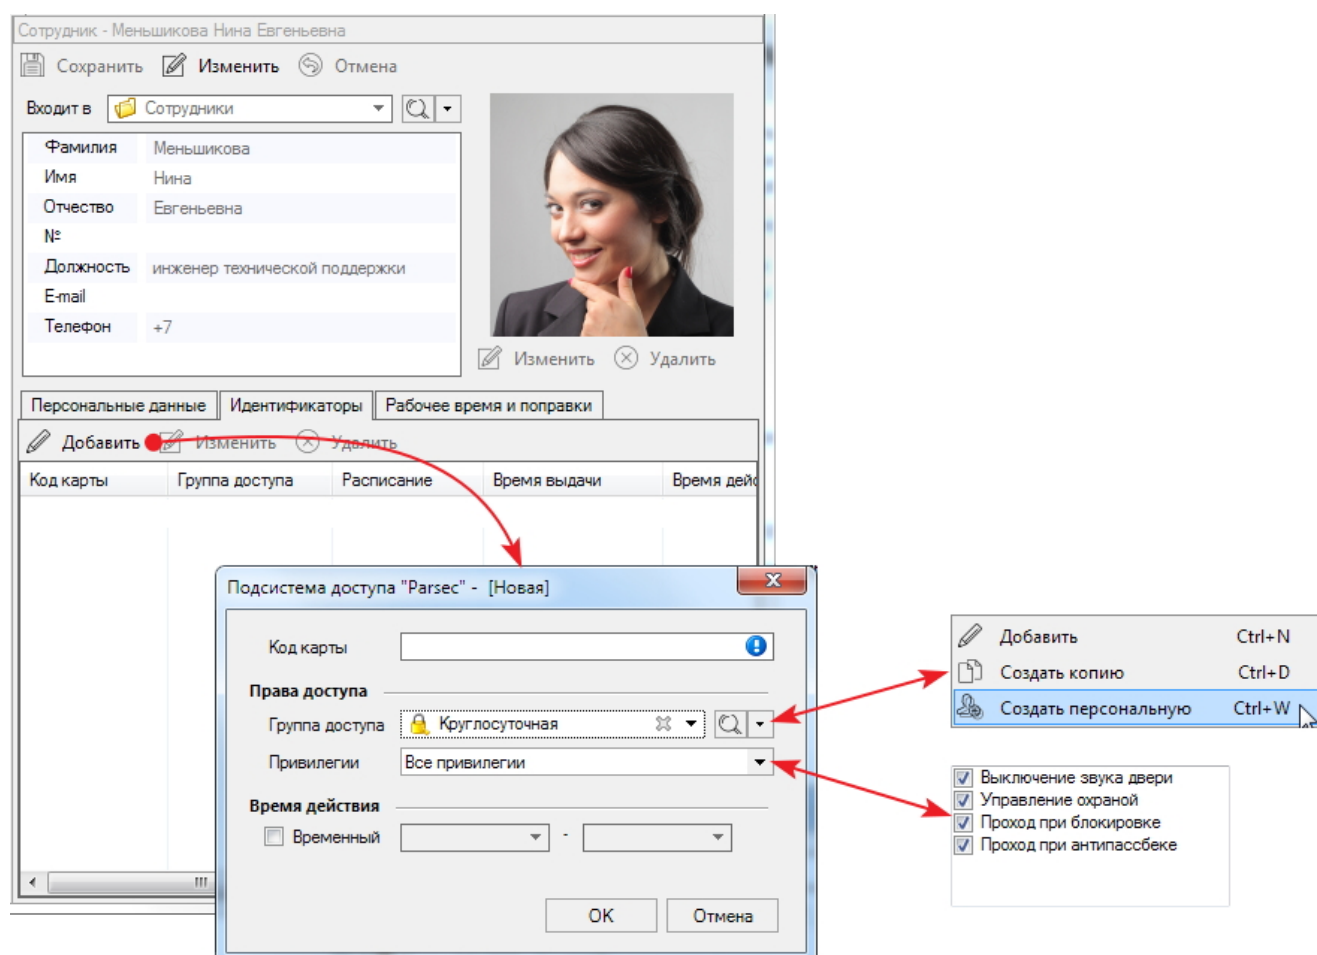 Сотрудник - Меньшикова Нина Евгеньевна
Сохранить Изменить Отмена
Входит в Сотрудники
Фамилия Меньшикова
Имя Нина
Отчество Евгеньевна
№
Должность инженер технической поддержки
E-mail
Телефон +7
Изменить Удалить
Персональные данные Идентификаторы Рабочее время и поправки
Добавить Изменить Удалить
Код карты Группа доступа Расписание Время выдачи Время дейс
Подсистема доступа "Parsec" - [Новая]
Код карты
Права доступа
Группа доступа Круглосуточная
Привилегии Все привилегии
Время действия
Временный -
OK Отмена
Добавить Ctrl+N
Создать копию Ctrl+D
Создать персональную Ctrl+W
Выключение звука двери
Управление охраной
Проход при блокировке
Проход при антипассбеке